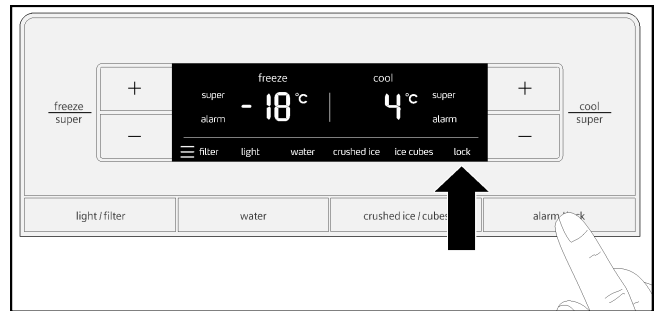 freeze
super
+
−
freeze cool
super super
-18 °C 4 °C
alarm alarm
filter light water crushed ice ice cubes lock
+
−
cool
super
light / filter water crushed ice / cubes alarm